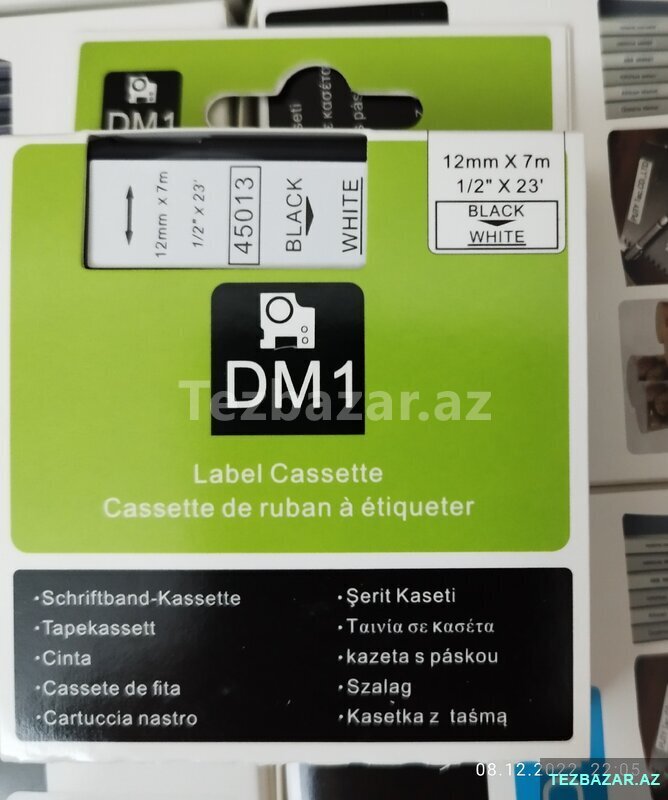 DM1
12mm X 7m
1/2" X 23'
45013
BLACK
WHITE
12mm X 7m
1/2" X 23'
BLACK
WHITE
DM1
Tezbazar.az
Label Cassette
Cassette de ruban à étiqueter
·Schriftband-Kassette
·Tapekassett
·Cinta
·Cassete de fita
·Cartuccia nastro
·Şerit Kaseti
·Ταινία σε κασέτα
·kazeta s páskou
·Szalag
·Kasetka z taśmą
08.12.2022 22:05
TEZBAZAR.AZ